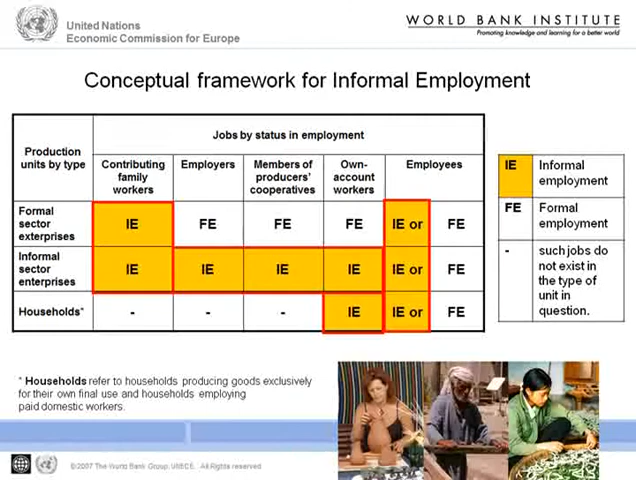 United Nations
Economic Commission for Europe
WORLD BANK INSTITUTE
Promoting knowledge and learning for a better world
Conceptual framework for Informal Employment
Production
units by type
Jobs by status in employment
Contributing
family
workers
Employers
Members of
producers'
cooperatives
Own-
account
workers
Employees
Formal
sector
exterprises
IE FE FE FE IE or FE
Informal
sector
enterprises
IE IE IE IE IE or FE
Households* - - - IE IE or FE
IE Informal
employment
FE Formal
employment
- such jobs do
not exist in
the type of
unit in
question.
* Households refer to households producing goods exclusively
for their own final use and households employing
paid domestic workers.
©2007 The World Bank Group, UNECE. All Rights reserved